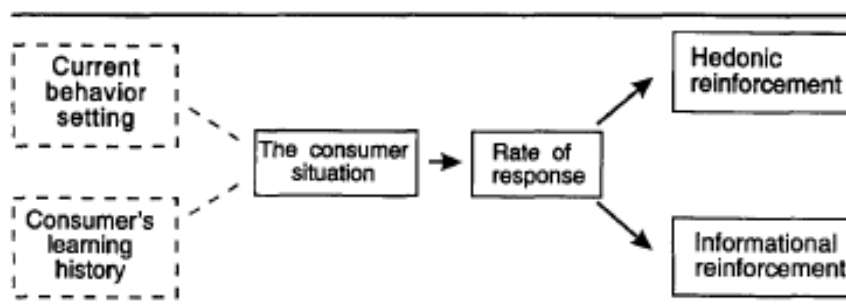 Current
behavior
setting
Consumer's
learning
history
The consumer
situation
Rate of
response
Hedonic
reinforcement
Informational
reinforcement